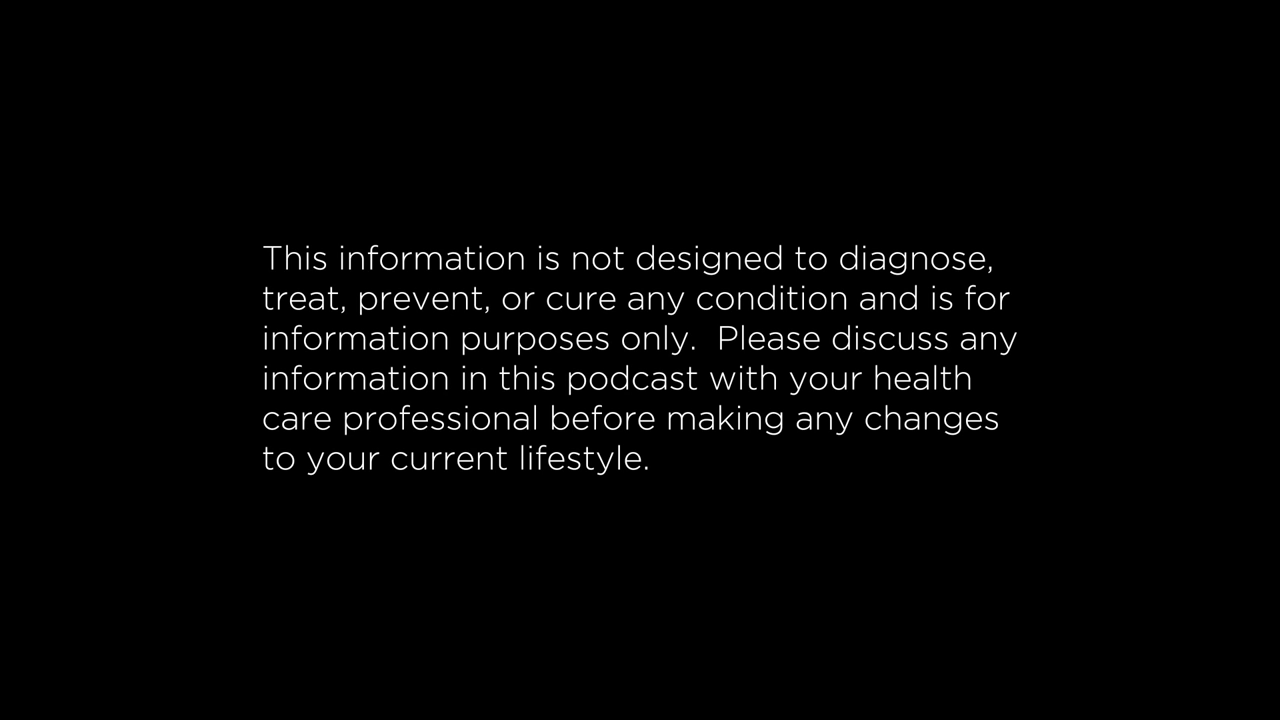 This information is not designed to diagnose,
treat, prevent, or cure any condition and is for
information purposes only.  Please discuss any
information in this podcast with your health
care professional before making any changes
to your current lifestyle.